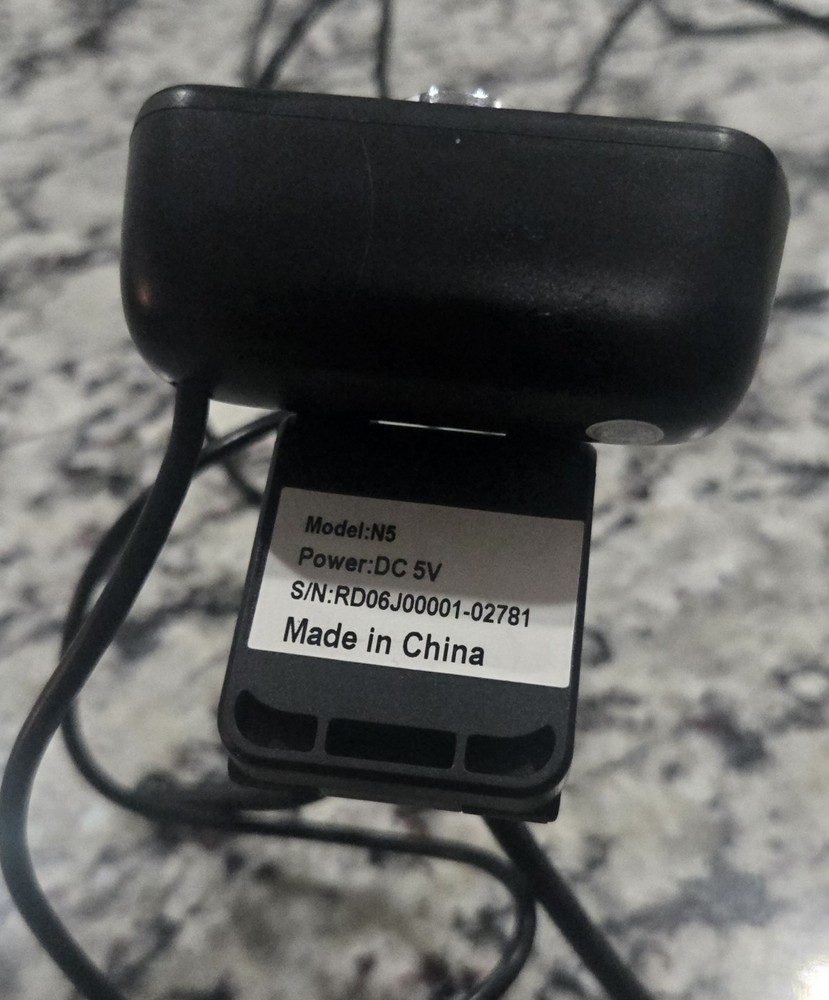 Model:N5
Power:DC 5V
S/N:RD06J00001-02781
Made in China